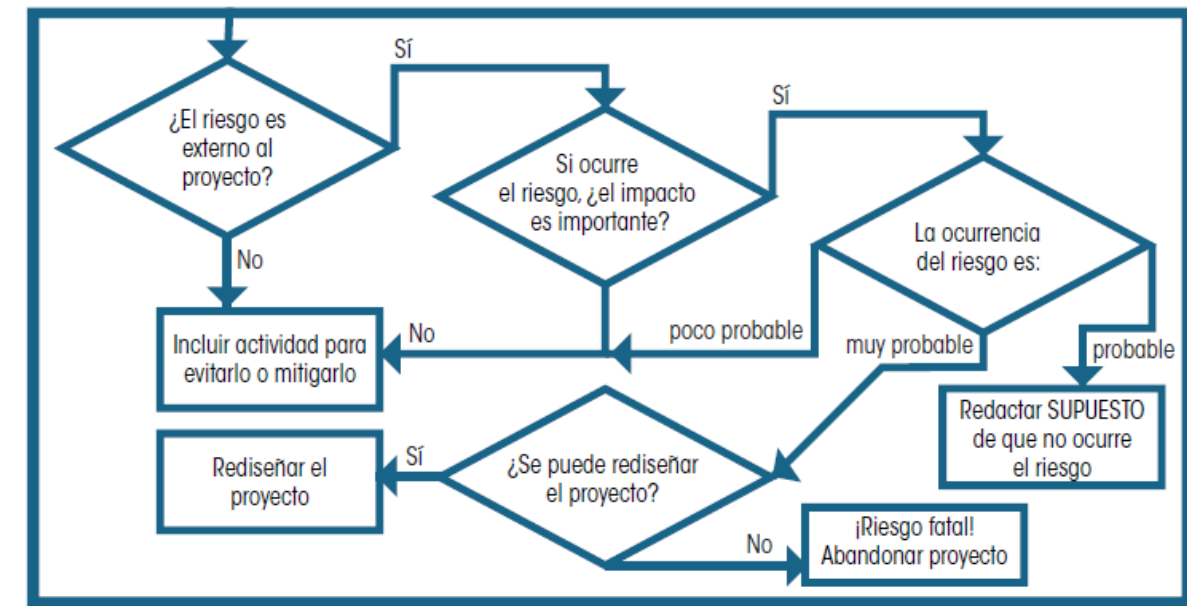 Sí
¿El riesgo es
externo al
proyecto?
Sí
Si ocurre
el riesgo, ¿el impacto
es importante?
La ocurrencia
del riesgo es:
No
Incluir actividad para
evitarlo o mitigarlo
No
poco probable
muy probable
probable
Redactar SUPUESTO
de que no ocurre
el riesgo
Rediseñar el
proyecto
Sí
¿Se puede rediseñar
el proyecto?
No
¡Riesgo fatal!
Abandonar proyecto